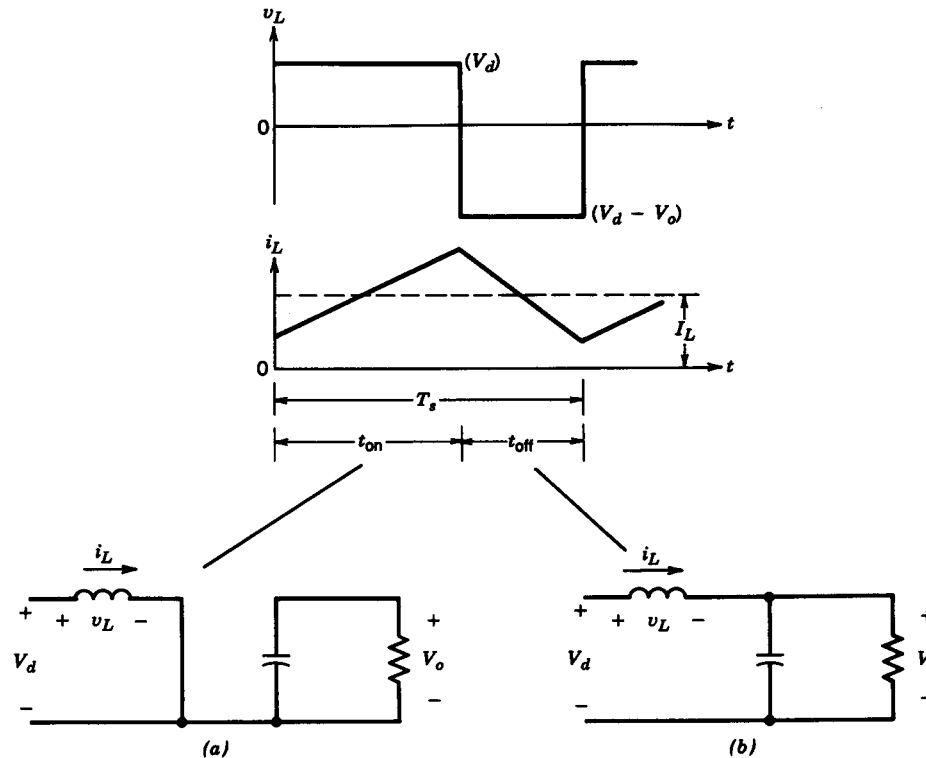 v_L
(V_d)
0
t
(V_d − V_o)
i_L
I_L
0
t
T_s
t_on
t_off
i_L
+ v_L −
+
V_d
−
+
V_o
−
(a)
i_L
+ v_L −
+
V_d
−
+
V
−
(b)